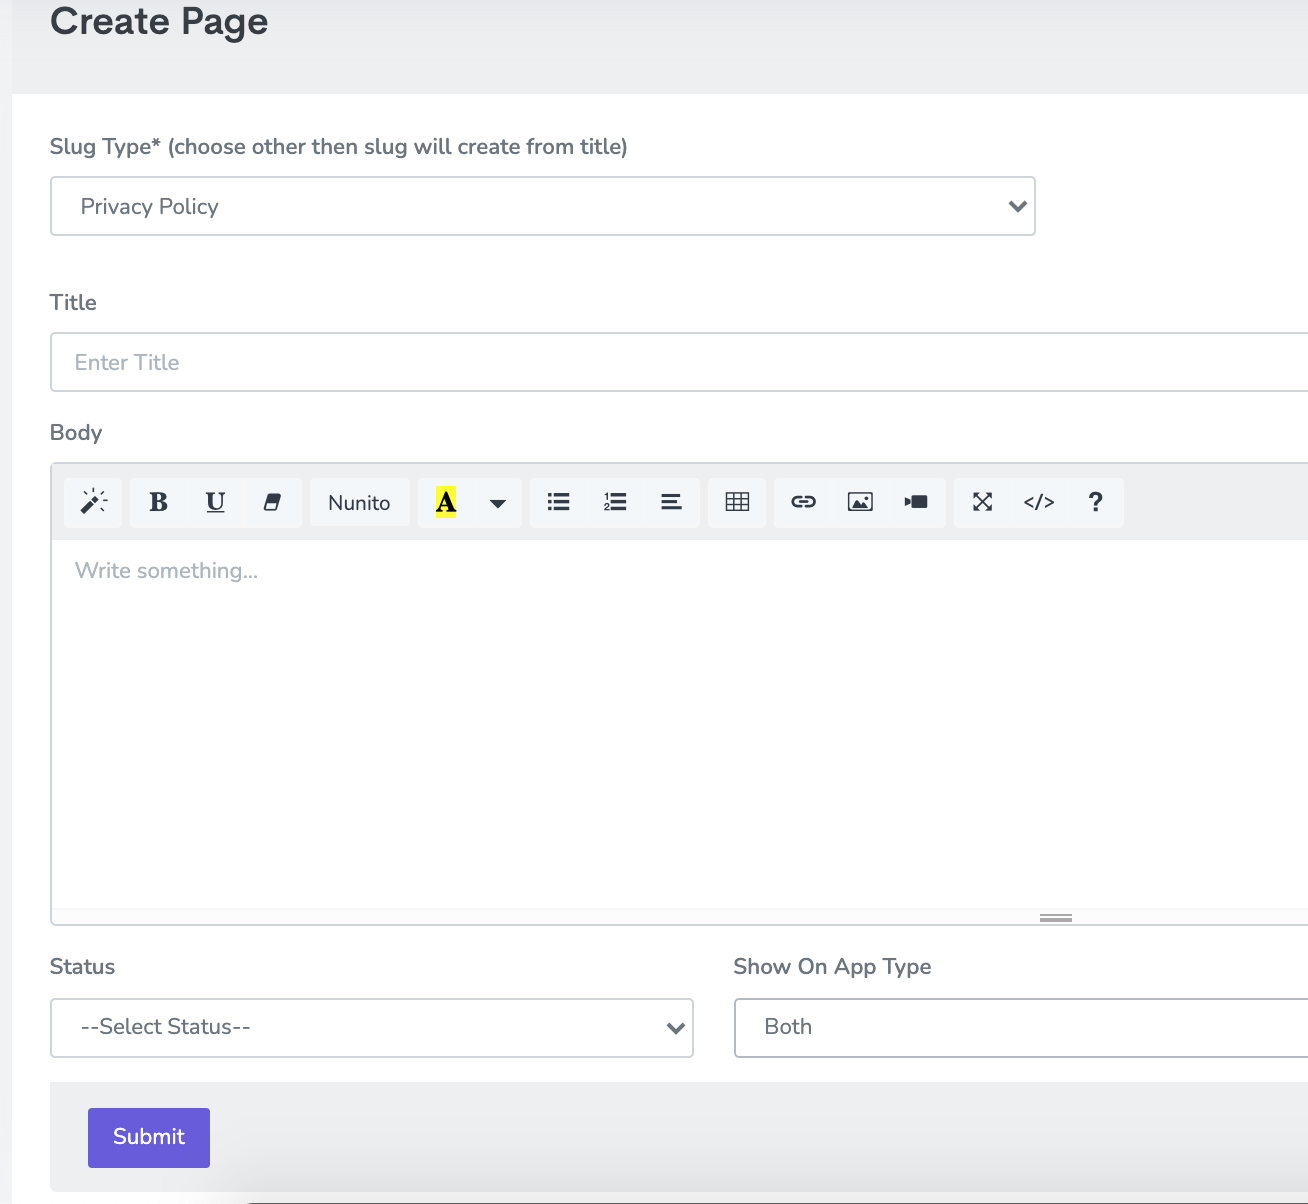 Create Page
Slug Type* (choose other then slug will create from title)
Privacy Policy
Title
Enter Title
Body
B U Nunito A </> ?
Write something...
Status
Show On App Type
--Select Status--
Both
Submit